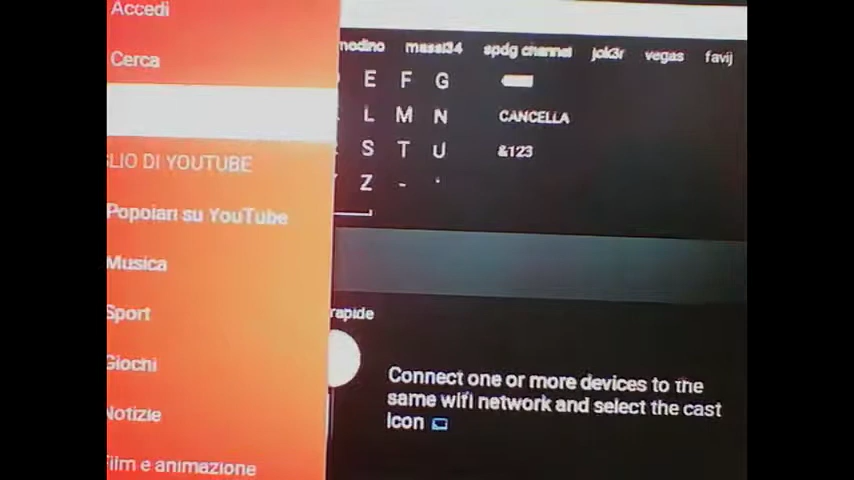 Accedi
Cerca
LIO DI YOUTUBE
Popolari su YouTube
Musica
Sport
Giochi
Notizie
Film e animazione
modino massi34 spdg channel jok3r vegas favij
E F G
L M N CANCELLA
S T U &123
Z - '
rapide
Connect one or more devices to the
same wifi network and select the cast
icon